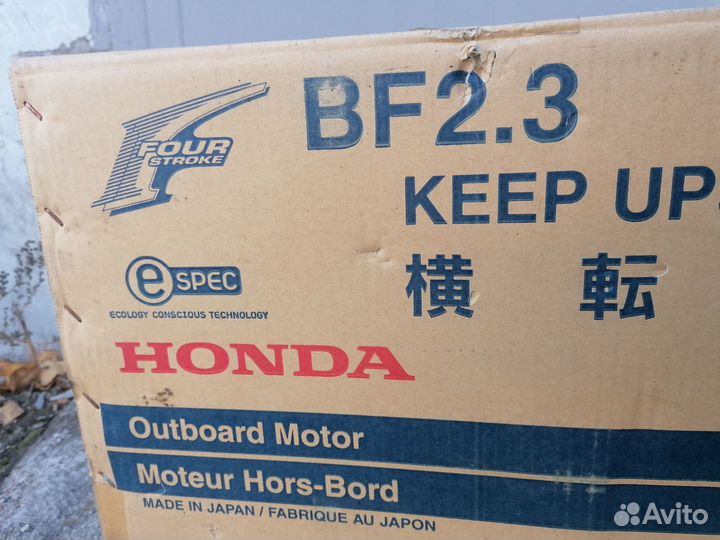 BF2.3
FOUR
STROKE
KEEP UP
e SPEC
ECOLOGY CONSCIOUS TECHNOLOGY
横 転
HONDA
Outboard Motor
Moteur Hors-Bord
MADE IN JAPAN / FABRIQUE AU JAPON
Avito